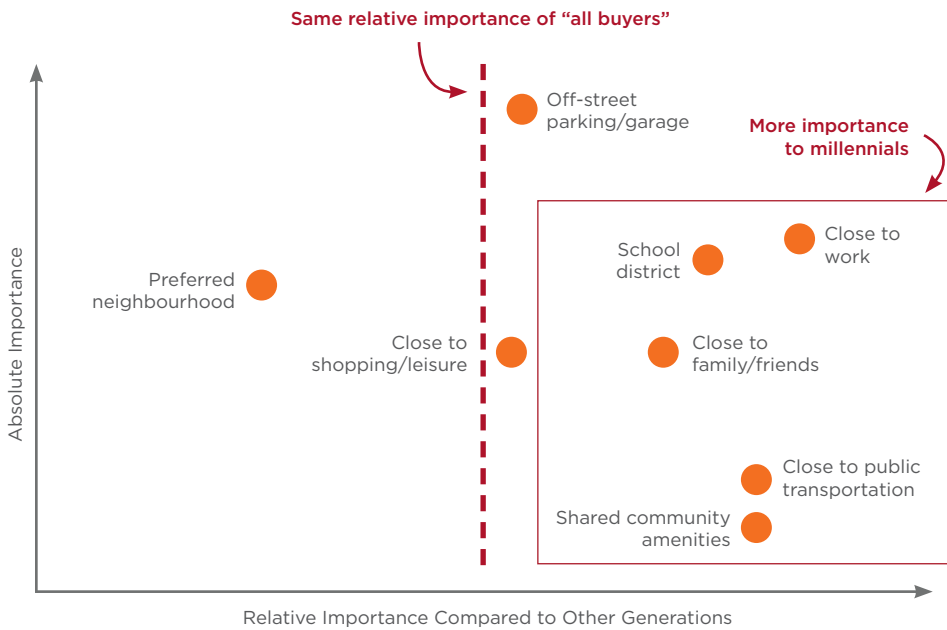 Same relative importance of “all buyers”
Off-street
parking/garage
More importance
to millennials
School
district
Close to
work
Preferred
neighbourhood
Close to
shopping/leisure
Close to
family/friends
Close to public
transportation
Shared community
amenities
Absolute Importance
Relative Importance Compared to Other Generations